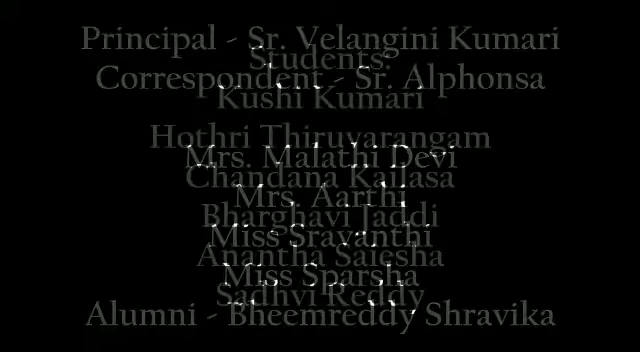 Principal - Sr. Velangini Kumari
Students:
Correspondent - Sr. Alphonsa
Kushi Kumari
Hothri Thiruvarangam
Mrs. Malathi Devi
Chandana Kailasa
Mrs. Aarthi
Bharghavi Jaddi
Miss Sravanthi
Anantha Saiesha
Miss Sparsha
Sadhvi Reddy
Alumni - Bheemreddy Shravika